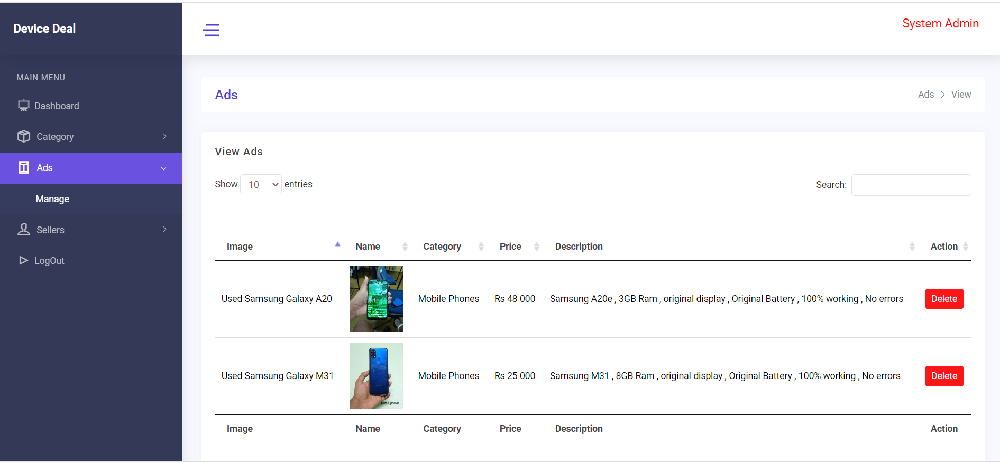 Device Deal
System Admin
MAIN MENU
Dashboard
Category
Ads
Manage
Sellers
LogOut
Ads
Ads > View
View Ads
Show 10 entries
Search:
Image Name Category Price Description Action
Used Samsung Galaxy A20 Mobile Phones Rs 48 000 Samsung A20e , 3GB Ram , original display , Original Battery , 100% working , No errors Delete
Used Samsung Galaxy M31 Mobile Phones Rs 25 000 Samsung M31 , 8GB Ram , original display , Original Battery , 100% working , No errors Delete
Tech Updates
Image Name Category Price Description Action